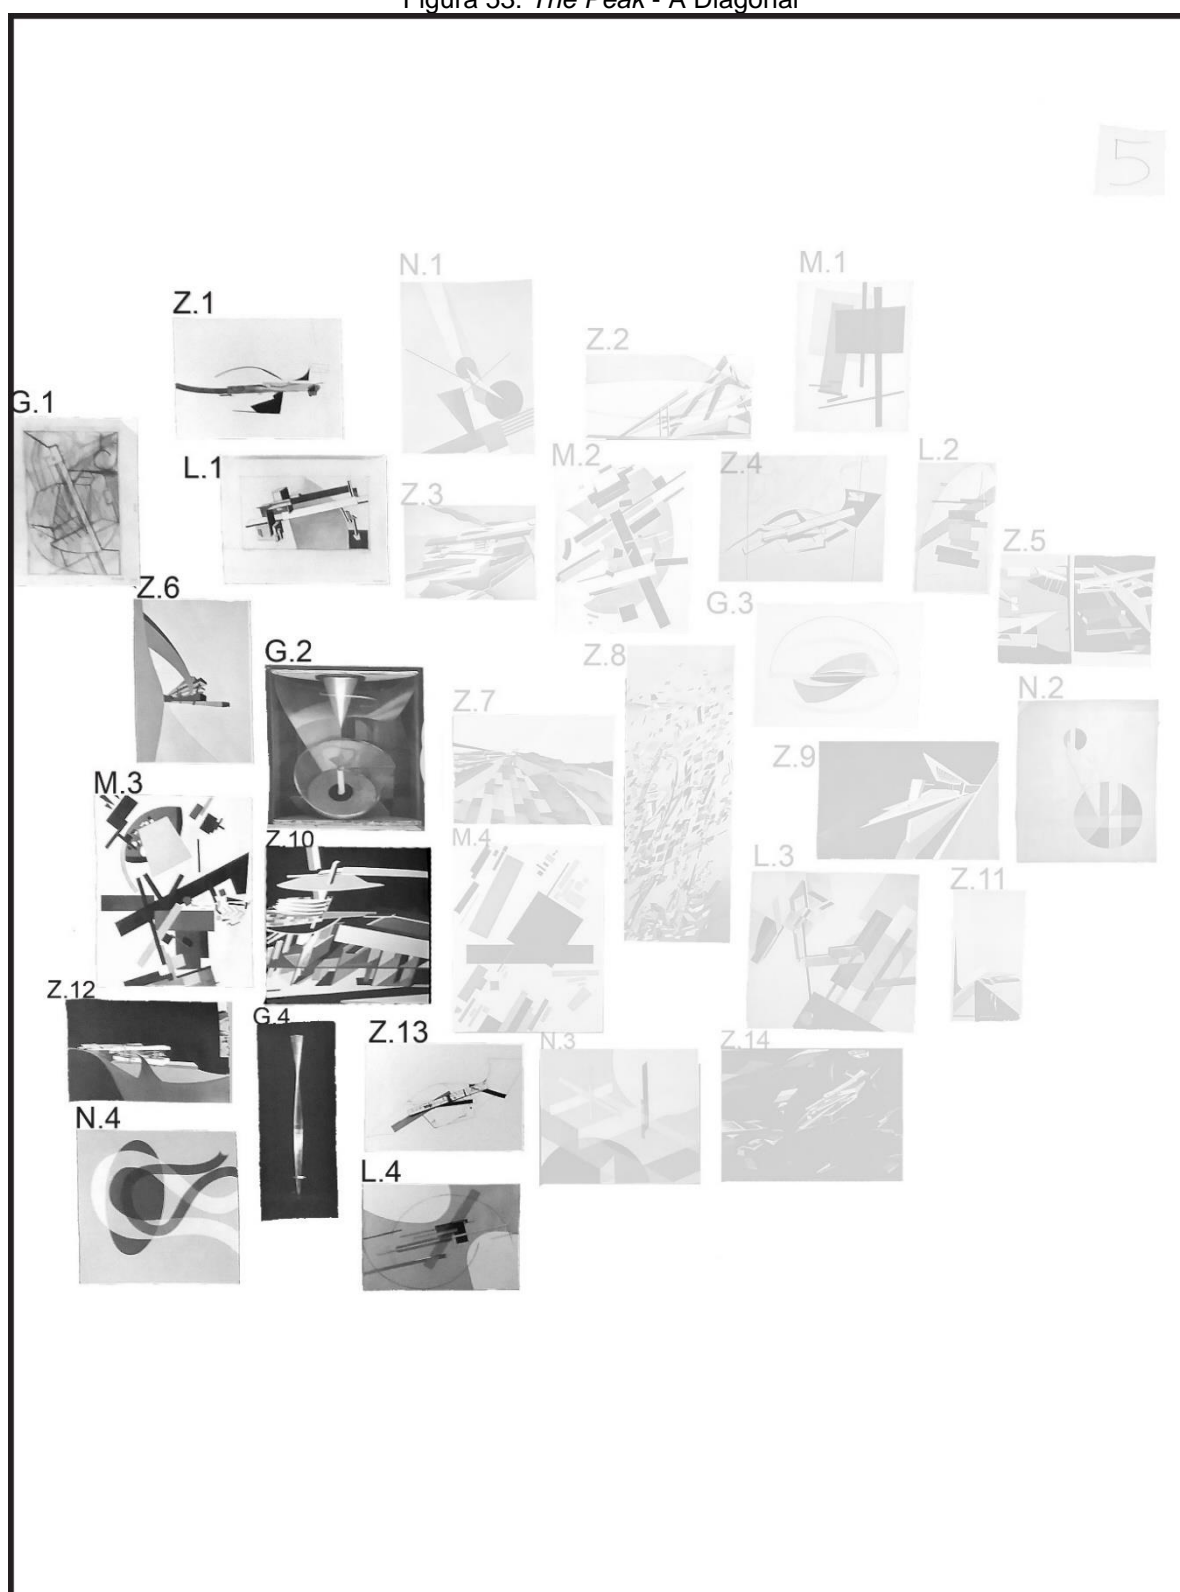 Figura 53: The Peak - A Diagonal
5
N.1
M.1
Z.1
Z.2
G.1
L.1
Z.3
M.2
Z.4
L.2
Z.5
Z.6
G.3
G.2
Z.8
N.2
Z.7
Z.9
M.3
Z.10
M.4
L.3
Z.11
Z.12
G.4
Z.13
N.3
Z.14
N.4
L.4